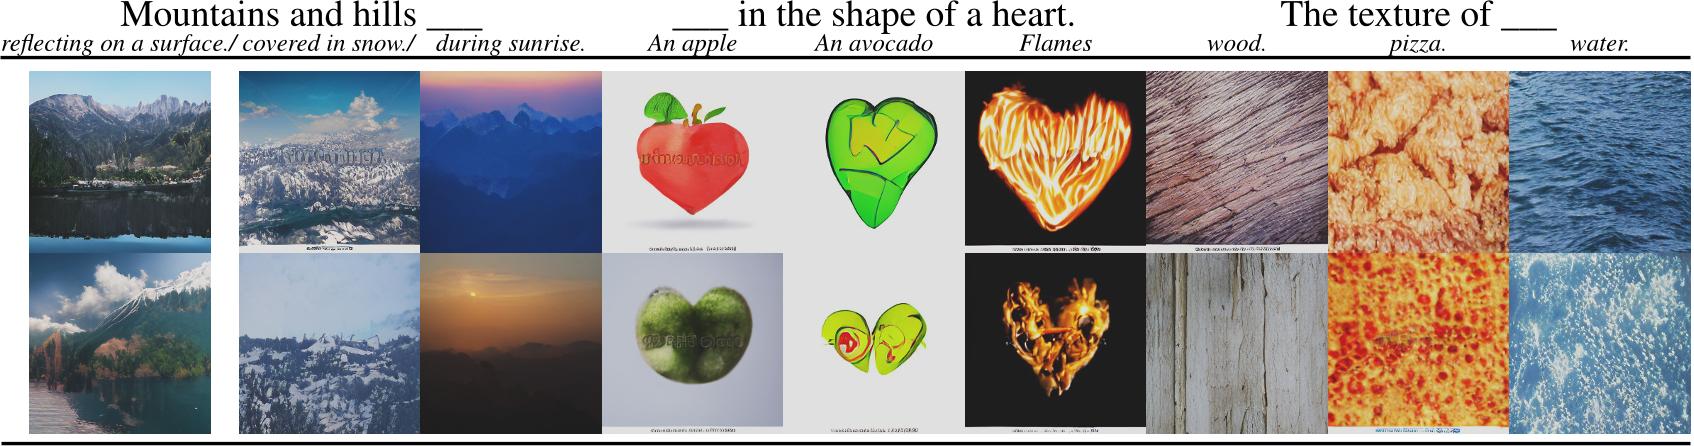 Mountains and hills ___ ___ in the shape of a heart. The texture of ___
reflecting on a surface./ covered in snow./ during sunrise. An apple An avocado Flames wood. pizza. water.